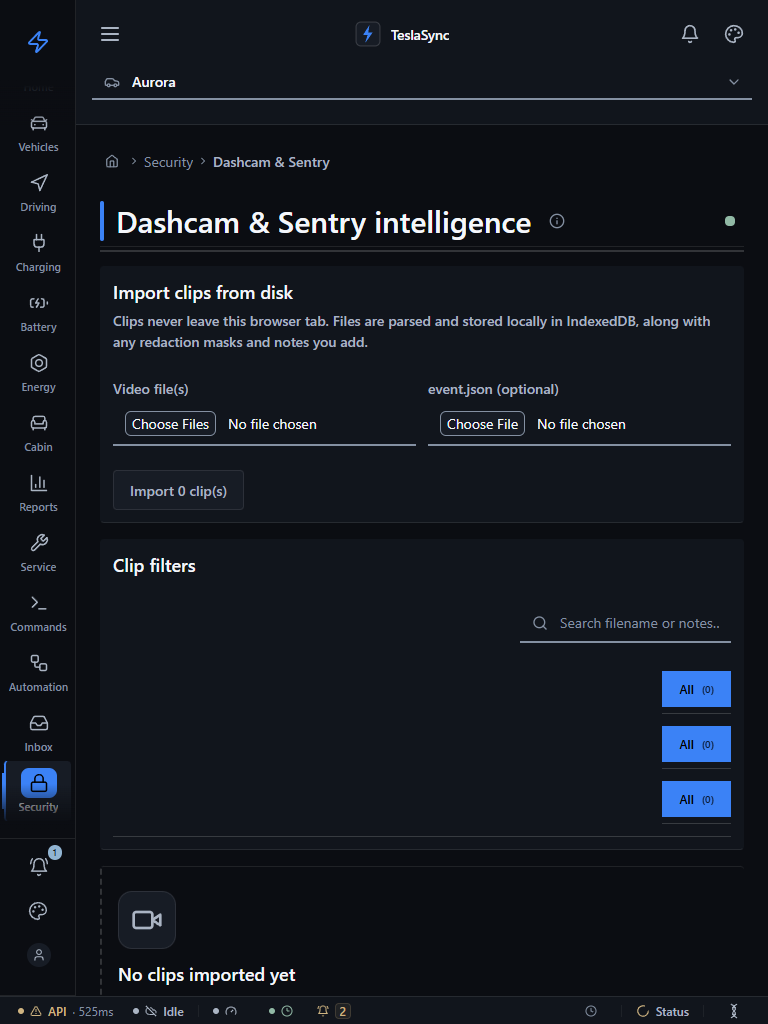 TeslaSync
Aurora
Vehicles
Driving
Charging
Battery
Energy
Cabin
Reports
Service
Commands
Automation
Inbox
Security
1
Security
Dashcam & Sentry
Dashcam & Sentry intelligence
Import clips from disk
Clips never leave this browser tab. Files are parsed and stored locally in IndexedDB, along with
any redaction masks and notes you add.
Video file(s)
event.json (optional)
Choose Files No file chosen
Choose File No file chosen
Import 0 clip(s)
Clip filters
Search filename or notes..
All (0)
All (0)
All (0)
No clips imported yet
API · 525ms
Idle
2
Status